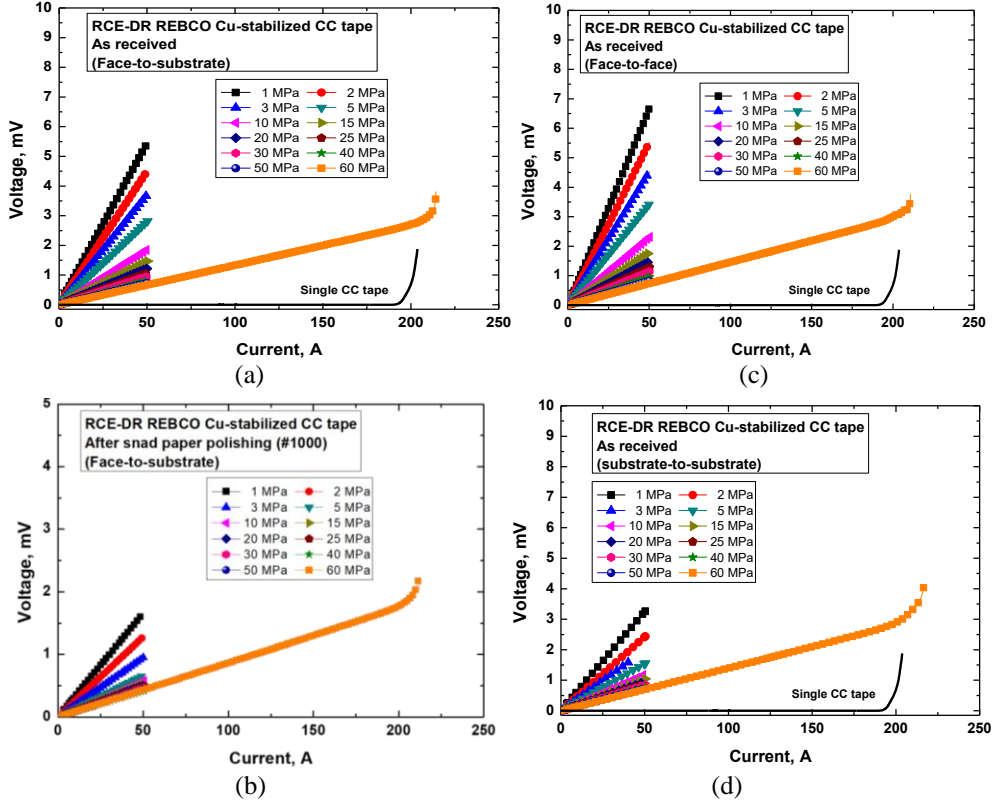 RCE-DR REBCO Cu-stabilized CC tape
As received
(Face-to-substrate)
1 MPa 2 MPa
3 MPa 5 MPa
10 MPa 15 MPa
20 MPa 25 MPa
30 MPa 40 MPa
50 MPa 60 MPa
Single CC tape
Voltage, mV
10
9
8
7
6
5
4
3
2
1
0
0 50 100 150 200 250
Current, A
(a)
RCE-DR REBCO Cu-stabilized CC tape
As received
(Face-to-face)
1 MPa 2 MPa
3 MPa 5 MPa
10 MPa 15 MPa
20 MPa 25 MPa
30 MPa 40 MPa
50 MPa 60 MPa
Single CC tape
Voltage, mV
10
9
8
7
6
5
4
3
2
1
0
0 50 100 150 200 250
Current, A
(c)
RCE-DR REBCO Cu-stabilized CC tape
After snad paper polishing (#1000)
(Face-to-substrate)
1 MPa 2 MPa
3 MPa 5 MPa
10 MPa 15 MPa
20 MPa 25 MPa
30 MPa 40 MPa
50 MPa 60 MPa
Voltage, mV
5
4
3
2
1
0
0 50 100 150 200 250
Current, A
(b)
RCE-DR REBCO Cu-stabilized CC tape
As received
(substrate-to-substrate)
1 MPa 2 MPa
3 MPa 5 MPa
10 MPa 15 MPa
20 MPa 25 MPa
30 MPa 40 MPa
50 MPa 60 MPa
Single CC tape
Voltage, mV
10
9
8
7
6
5
4
3
2
1
0
0 50 100 150 200 250
Current, A
(d)